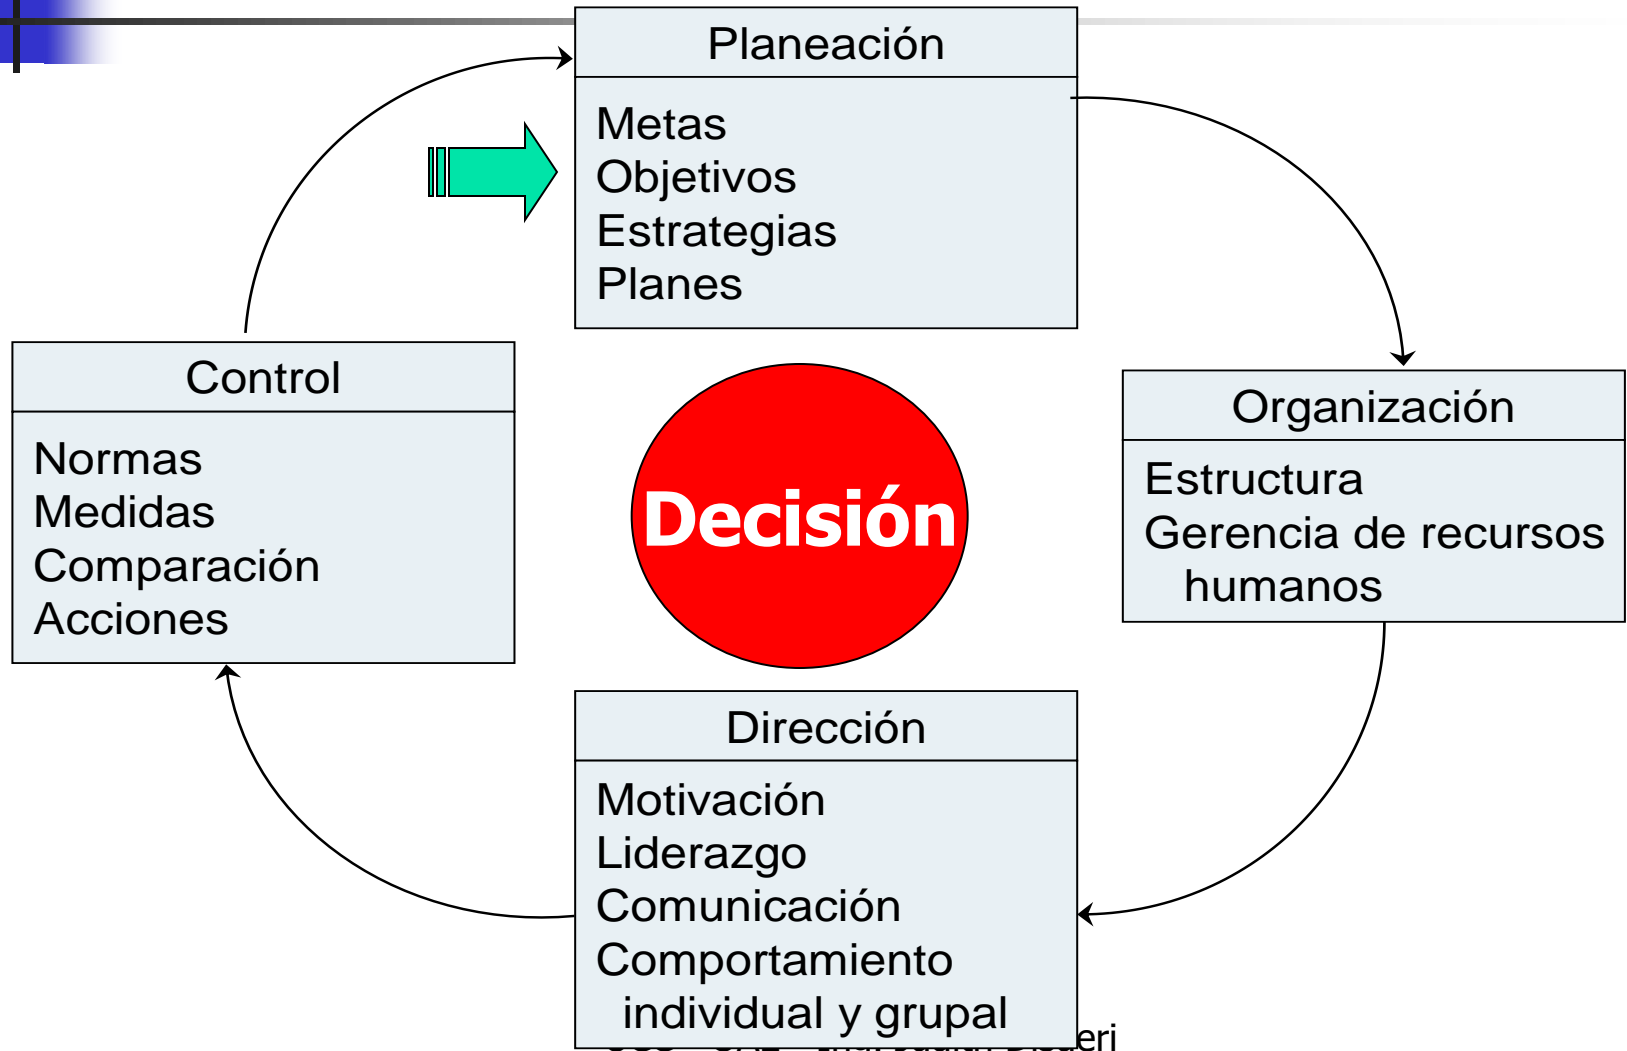 Planeación
Metas
Objetivos
Estrategias
Planes
Control
Normas
Medidas
Comparación
Acciones
Decisión
Organización
Estructura
Gerencia de recursos
humanos
Dirección
Motivación
Liderazgo
Comunicación
Comportamiento
individual y grupal